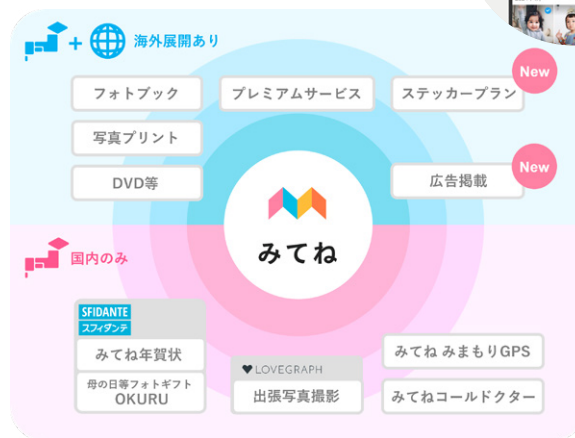 海外展開あり
New
フォトブック
プレミアムサービス
ステッカープラン
写真プリント
New
DVD等
広告掲載
みてね
国内のみ
SFIDANTE
スフィダンテ
みてね年賀状
母の日等フォトギフト
OKURU
LOVEGRAPH
出張写真撮影
みてね みまもりGPS
みてねコールドクター